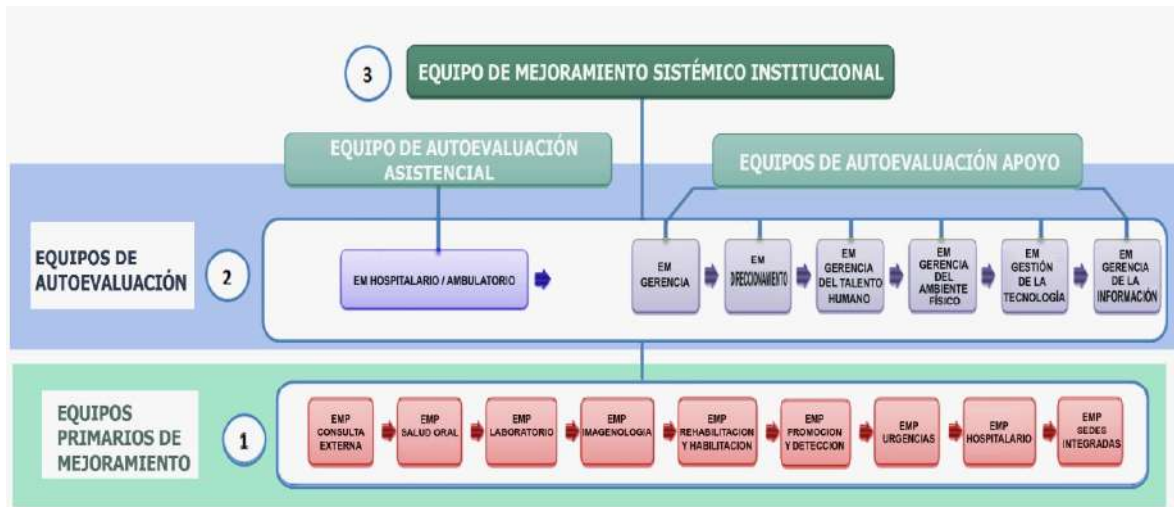 3
EQUIPO DE MEJORAMIENTO SISTÉMICO INSTITUCIONAL
EQUIPO DE AUTOEVALUACIÓN
ASISTENCIAL
EQUIPOS DE AUTOEVALUACIÓN APOYO
EQUIPOS DE
AUTOEVALUACIÓN
2
EM HOSPITALARIO / AMBULATORIO
EM
GERENCIA
EM
DIRECCIONAMIENTO
EM
GERENCIA
DEL TALENTO
HUMANO
EM
GERENCIA
DEL
AMBIENTE
FÍSICO
EM
GESTIÓN
DE LA
TECNOLOGÍA
EM
GERENCIA
DE LA
INFORMACIÓN
EQUIPOS
PRIMARIOS DE
MEJORAMIENTO
1
EMP
CONSULTA
EXTERNA
EMP
SALUD ORAL
EMP
LABORATORIO
EMP
IMAGENOLOGIA
EMP
REHABILITACION
Y HABILITACION
EMP
PROMOCION
Y DETECCION
EMP
URGENCIAS
EMP
HOSPITALARIO
EMP
SEDES
INTEGRADAS